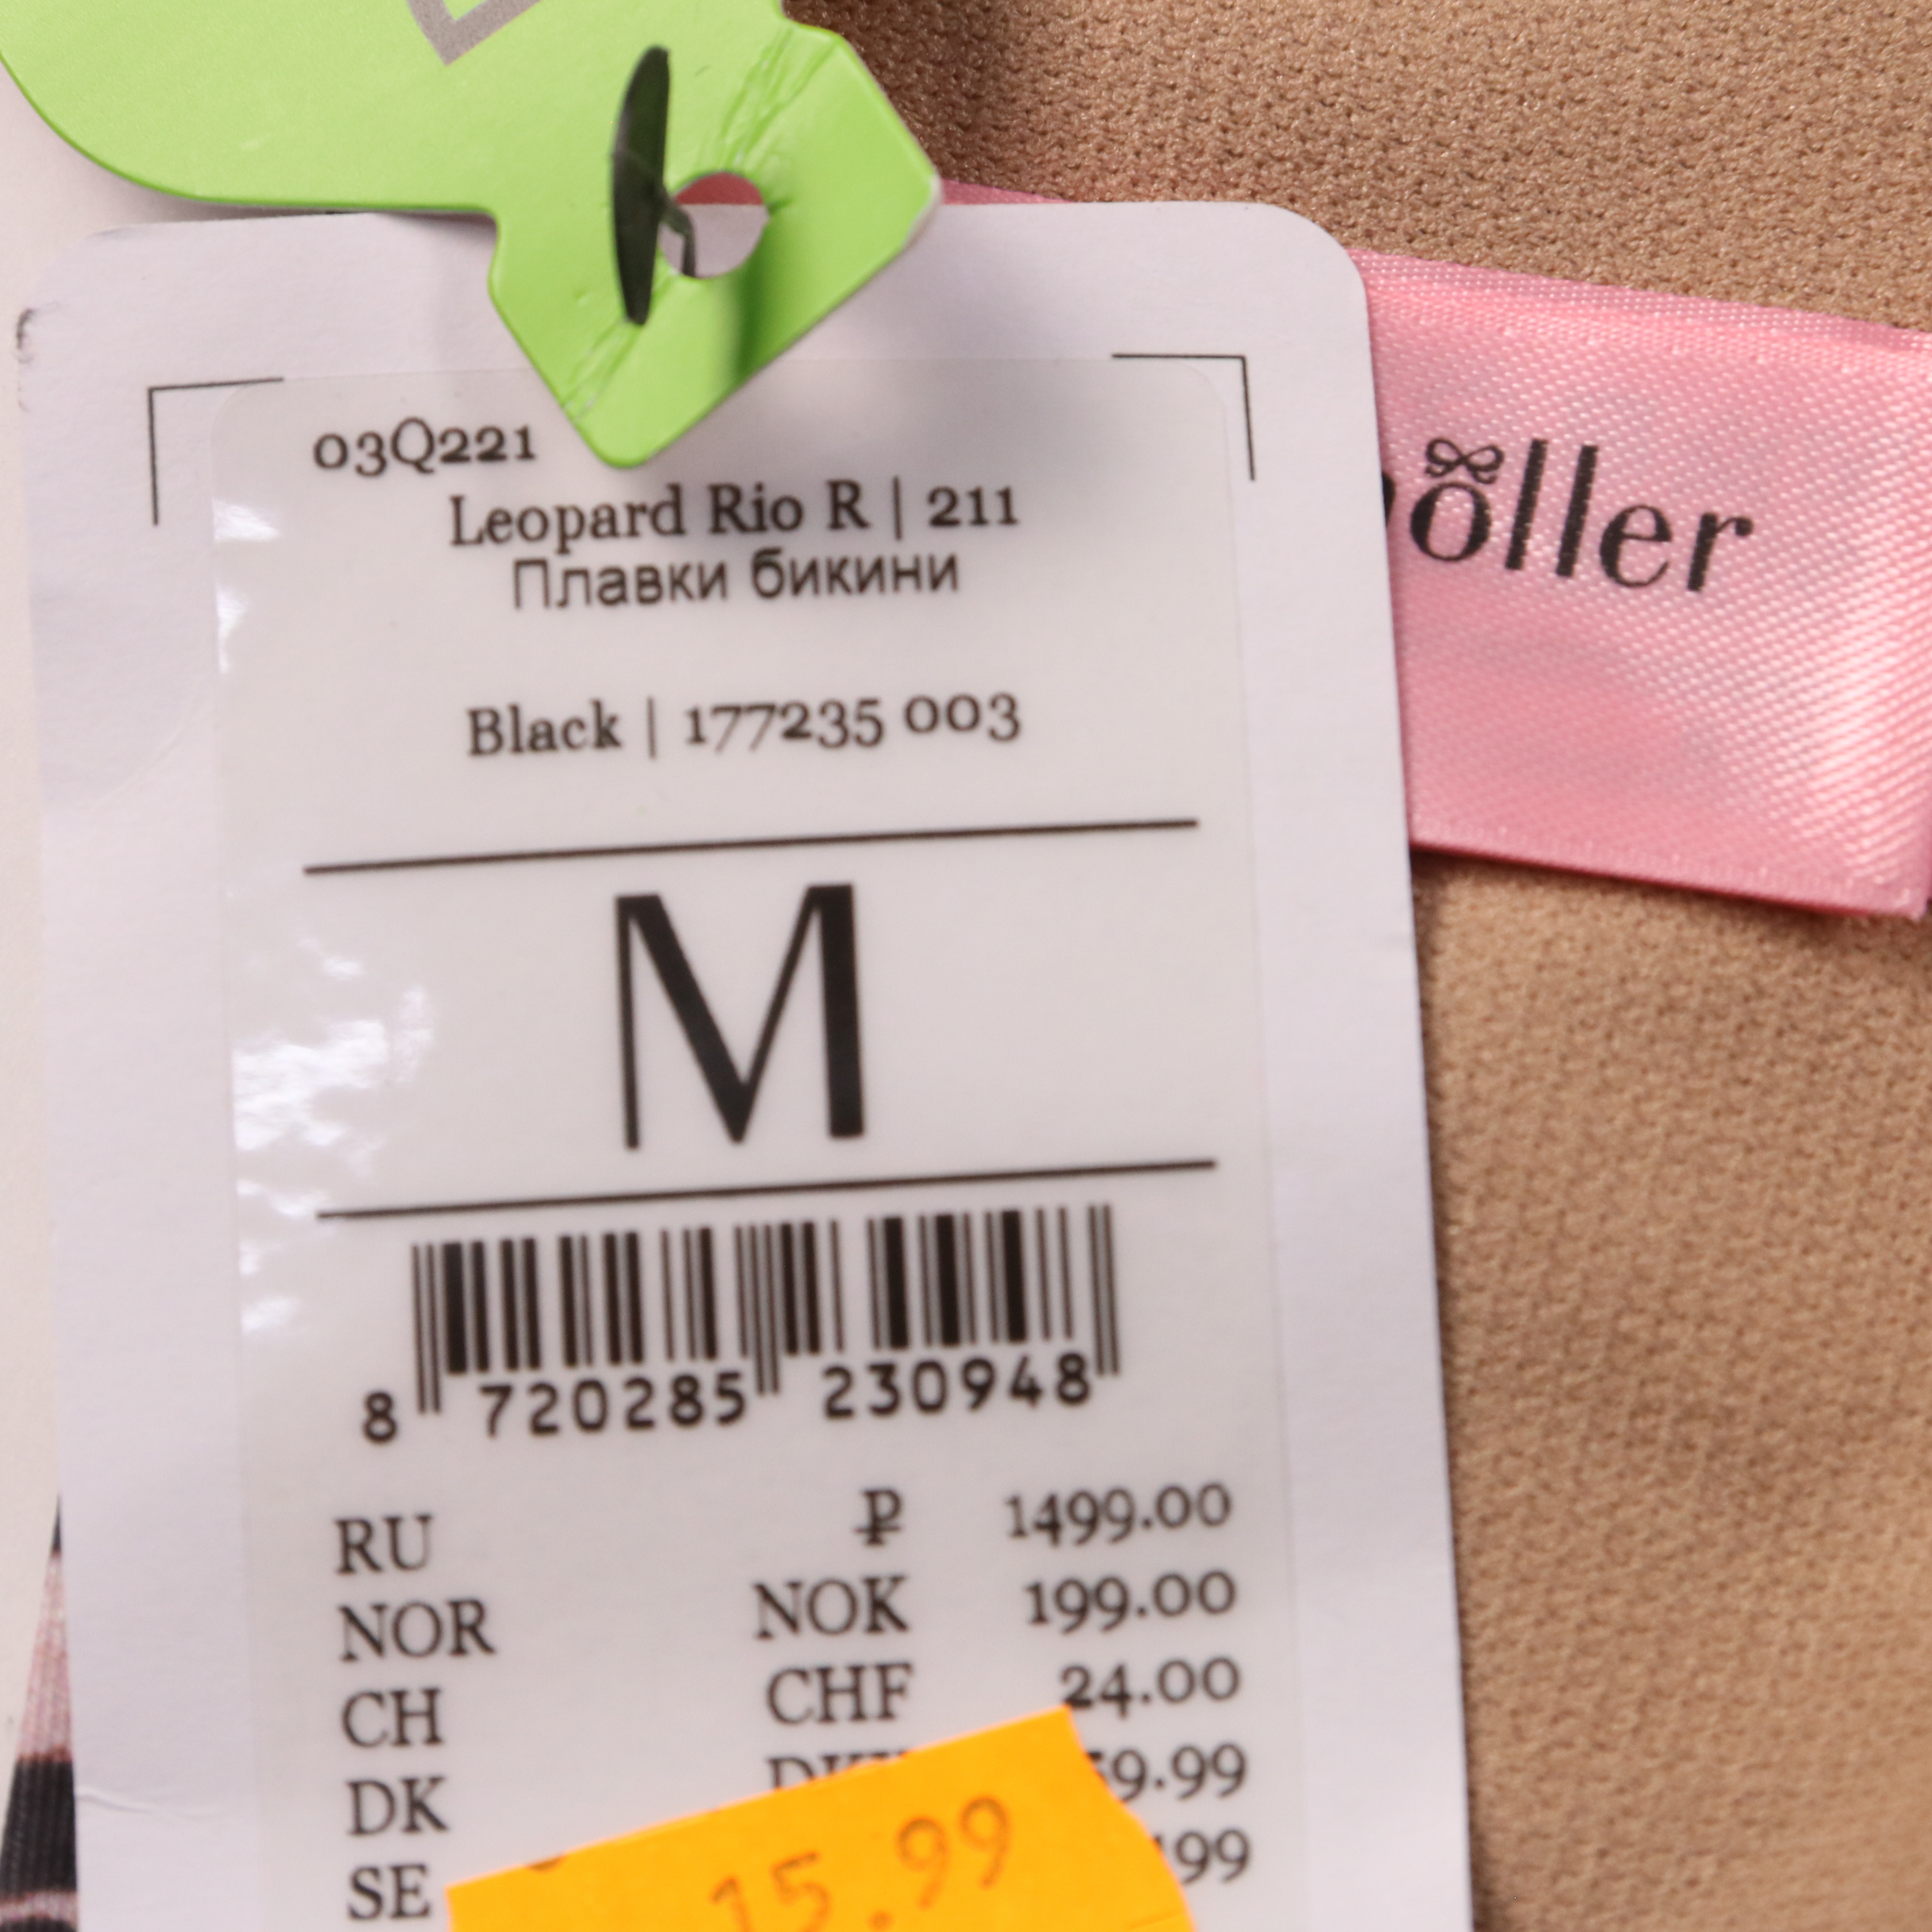 03Q221
Leopard Rio R | 211
Плавки бикини
Black | 177235 003
M
8 720285 230948
RU ₽ 1499.00
NOR NOK 199.00
CH CHF 24.00
DK
SE
15.99